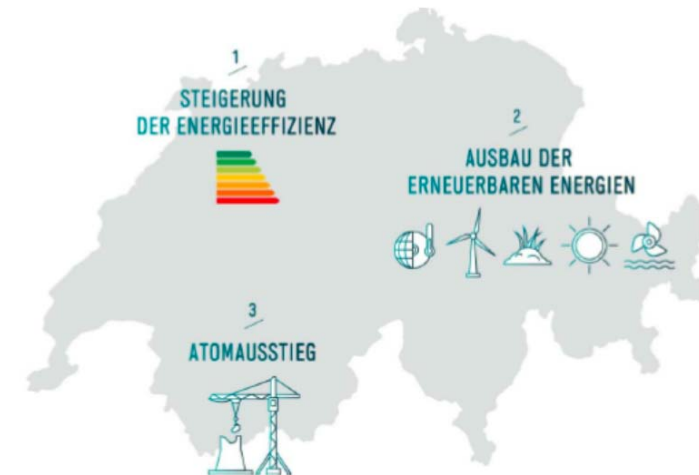 1
STEIGERUNG
DER ENERGIEEFFIZIENZ
2
AUSBAU DER
ERNEUERBAREN ENERGIEN
3
ATOMAUSSTIEG